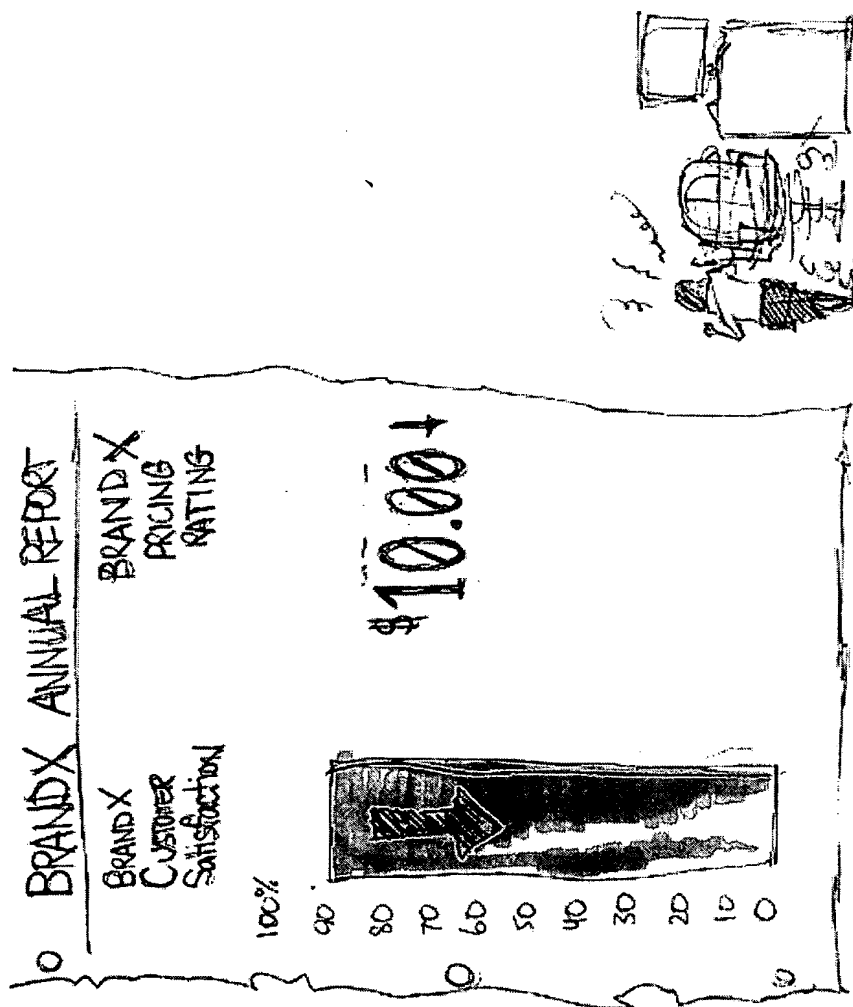 BRAND X ANNUAL REPORT
BRAND X
CUSTOMER
Satisfaction
100%
90
80
70
60
50
40
30
20
10
0
BRAND X
PRICING
RATING
$10.00